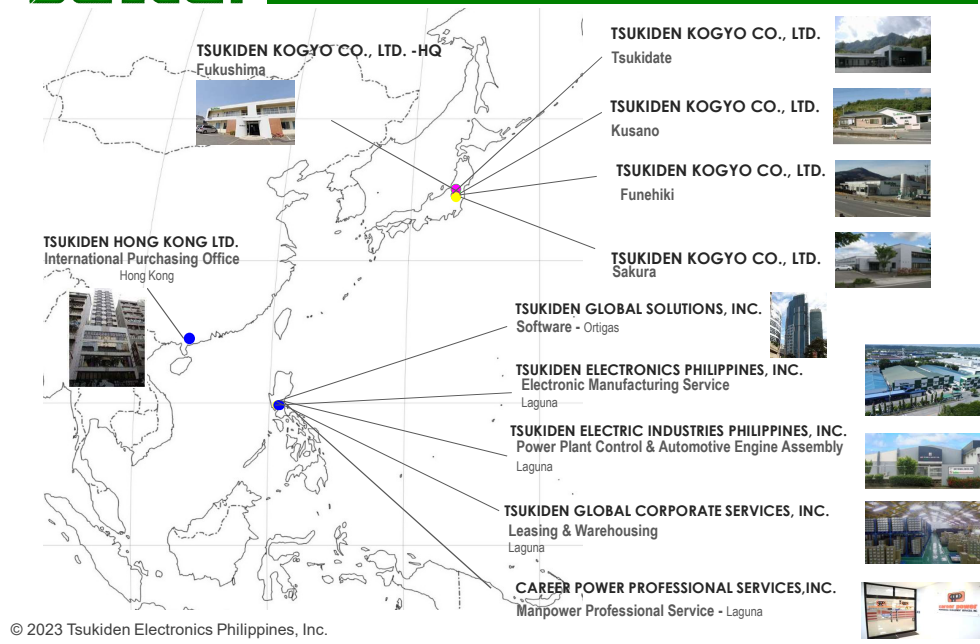 TSUKIDEN KOGYO CO., LTD. -HQ
Fukushima
TSUKIDEN KOGYO CO., LTD.
Tsukidate
TSUKIDEN KOGYO CO., LTD.
Kusano
TSUKIDEN KOGYO CO., LTD.
Funehiki
TSUKIDEN KOGYO CO., LTD.
Sakura
TSUKIDEN HONG KONG LTD.
International Purchasing Office
Hong Kong
TSUKIDEN GLOBAL SOLUTIONS, INC.
Software - Ortigas
TSUKIDEN ELECTRONICS PHILIPPINES, INC.
Electronic Manufacturing Service
Laguna
TSUKIDEN ELECTRIC INDUSTRIES PHILIPPINES, INC.
Power Plant Control & Automotive Engine Assembly
Laguna
TSUKIDEN GLOBAL CORPORATE SERVICES, INC.
Leasing & Warehousing
Laguna
CAREER POWER PROFESSIONAL SERVICES,INC.
Manpower Professional Service - Laguna
© 2023 Tsukiden Electronics Philippines, Inc.